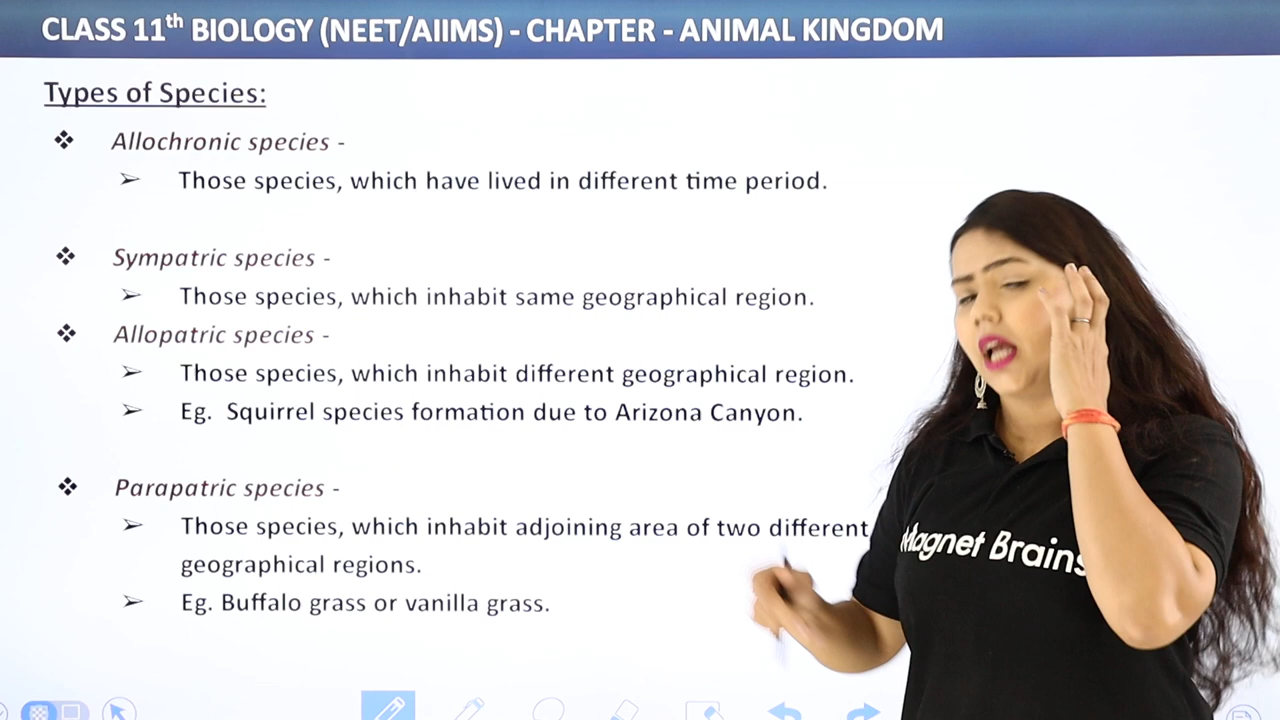 CLASS 11th BIOLOGY (NEET/AIIMS) - CHAPTER - ANIMAL KINGDOM
Types of Species:
Allochronic species -
Those species, which have lived in different time period.
Sympatric species -
Those species, which inhabit same geographical region.
Allopatric species -
Those species, which inhabit different geographical region.
Eg. Squirrel species formation due to Arizona Canyon.
Parapatric species -
Those species, which inhabit adjoining area of two different
geographical regions.
Eg. Buffalo grass or vanilla grass.
Magnet Brains